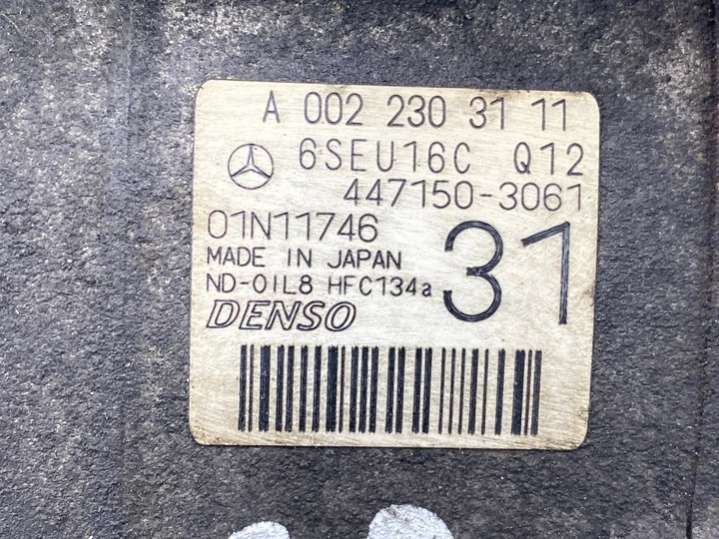 A 002 230 31 11
6SEU16C Q12
447150-3061
01N11746
MADE IN JAPAN
31
ND-OIL8 HFC134a
DENSO